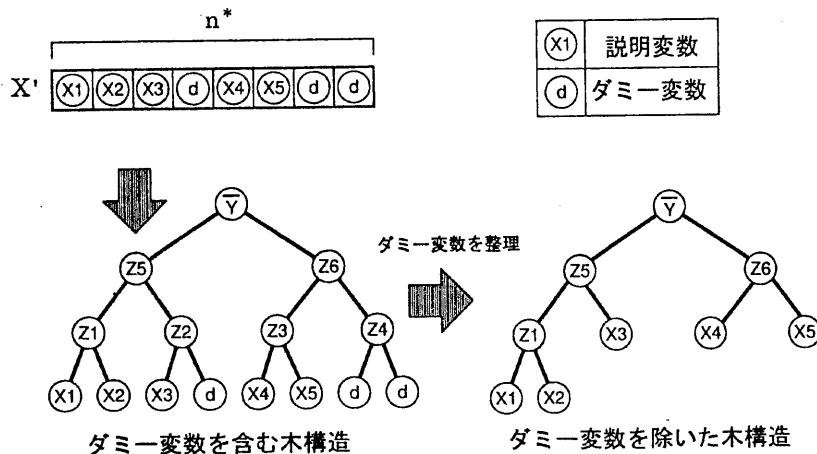 n*
X' X1 X2 X3 d X4 X5 d d
X1 説明変数
d ダミー変数
Y
Z5 Z6
Z1 Z2 Z3 Z4
X1 X2 X3 d X4 X5 d d
ダミー変数を含む木構造
ダミー変数を整理
Y
Z5 Z6
Z1 X3 X4 X5
X1 X2
ダミー変数を除いた木構造